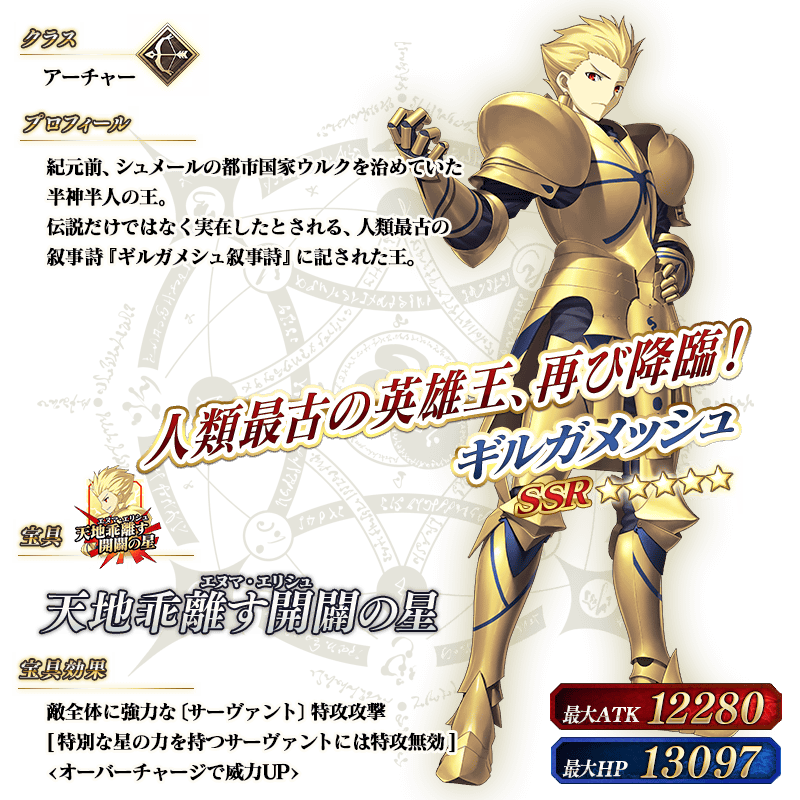 クラス
アーチャー
プロフィール
紀元前、シュメールの都市国家ウルクを治めていた
半神半人の王。
伝説だけではなく実在したとされる、人類最古の
叙事詩『ギルガメシュ叙事詩』に記された王。
人類最古の英雄王、再び降臨！
ギルガメッシュ
SSR ★★★★★
宝具
エヌマ・エリシュ
天地乖離す
開闢の星
エヌマ・エリシュ
天地乖離す開闢の星
宝具効果
敵全体に強力な〔サーヴァント〕特攻攻撃
[特別な星の力を持つサーヴァントには特攻無効]
<オーバーチャージで威力UP>
最大ATK 12280
最大HP 13097